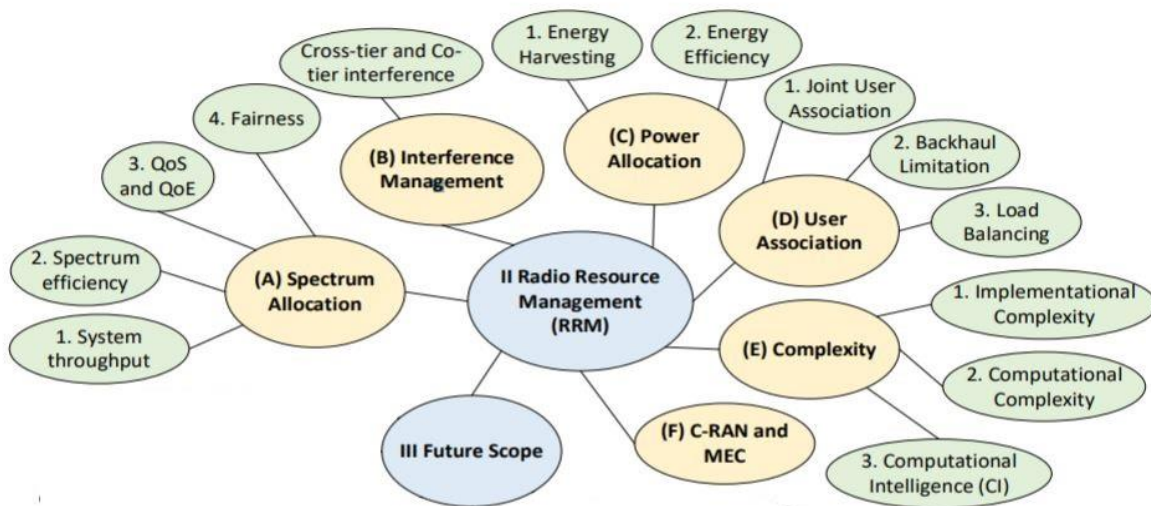 Cross-tier and Co-
tier interference
1. Energy
Harvesting
2. Energy
Efficiency
1. Joint User
Association
4. Fairness
(B) Interference
Management
(C) Power
Allocation
2. Backhaul
Limitation
3. QoS
and QoE
(D) User
Association
3. Load
Balancing
2. Spectrum
efficiency
(A) Spectrum
Allocation
II Radio Resource
Management
(RRM)
1. Implementational
Complexity
1. System
throughput
(E) Complexity
2. Computational
Complexity
III Future Scope
(F) C-RAN and
MEC
3. Computational
Intelligence (CI)